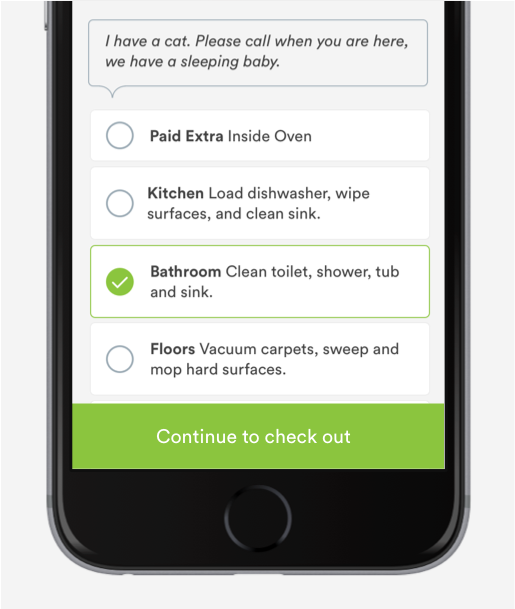 I have a cat. Please call when you are here,
we have a sleeping baby.
Paid Extra Inside Oven
Kitchen Load dishwasher, wipe
surfaces, and clean sink.
Bathroom Clean toilet, shower, tub
and sink.
Floors Vacuum carpets, sweep and
mop hard surfaces.
Continue to check out